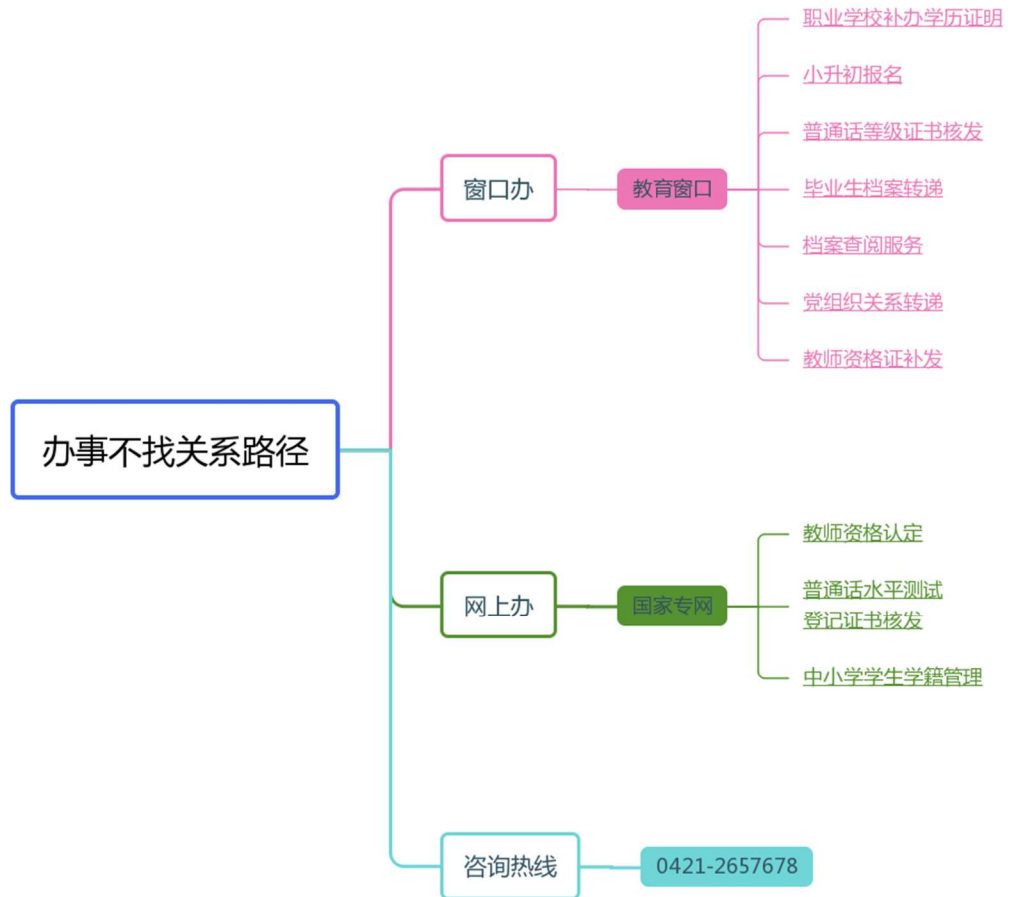 办事不找关系路径
窗口办
教育窗口
职业学校补办学历证明
小升初报名
普通话等级证书核发
毕业生档案转递
档案查阅服务
党组织关系转递
教师资格证补发
网上办
国家专网
教师资格认定
普通话水平测试
登记证书核发
中小学学生学籍管理
咨询热线
0421-2657678